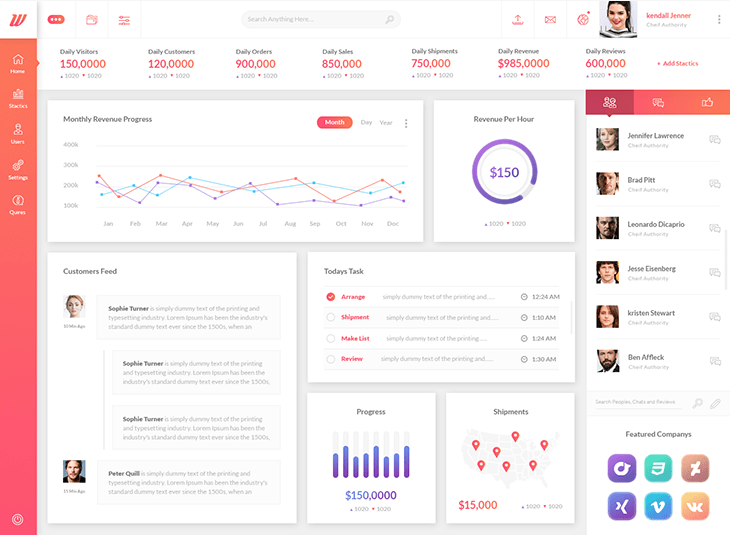 Search Anything Here...
kendall Jenner
Cheif Authority
Home
Stactics
Users
Settings
Qures
Daily Visitors
150,0000
1020 1020
Daily Customers
120,0000
1020 1020
Daily Orders
900,000
1020 1020
Daily Sales
850,000
1020 1020
Daily Shipments
750,000
1020 1020
Daily Revenue
$985,0000
1020 1020
Daily Reviews
600,000
1020 1020
+ Add Stactics
Monthly Revenue Progress
Month Day Year
400k
300k
200k
100k
Jan Feb Mar Apr May Jun Jul Aug Sep Oct Nov Doc
Revenue Per Hour
$150
1020 1020
Jennifer Lawrence
Cheif Authority
Brad Pitt
Cheif Authority
Leonardo Dicaprio
Cheif Authority
Jesse Eisenberg
Cheif Authority
kristen Stewart
Cheif Authority
Ben Affleck
Cheif Authority
Search Peoples, Chats and Reviews
Featured Companys
Customers Feed
10 Min Ago
Sophie Turner is simply dummy text of the printing and
typesetting industry. Lorem Ipsum has been the industry's
standard dummy text ever since the 1500s, when an
Sophie Turner is simply dummy text of the printing
and typesetting industry. Lorem Ipsum has been the
industry's standard dummy text ever since the 1500s,
Sophie Turner is simply dummy text of the printing
and typesetting industry. Lorem Ipsum has been the
industry's standard dummy text ever since the 1500s,
Peter Quill is simply dummy text of the printing and
typesetting industry. Lorem Ipsum has been the industry's
standard dummy text ever since the 1500s, when an
15 Min Ago
Todays Task
Arrange simply dummy text of the printing and..... 12:24 AM
Shipment simply dummy text of the printing and..... 1:10 AM
Make List simply dummy text of the printing and..... 1:24 AM
Review simply dummy text of the printing and..... 1:30 AM
Progress
$150,0000
1020 1020
Shipments
$15,000
1020 1020